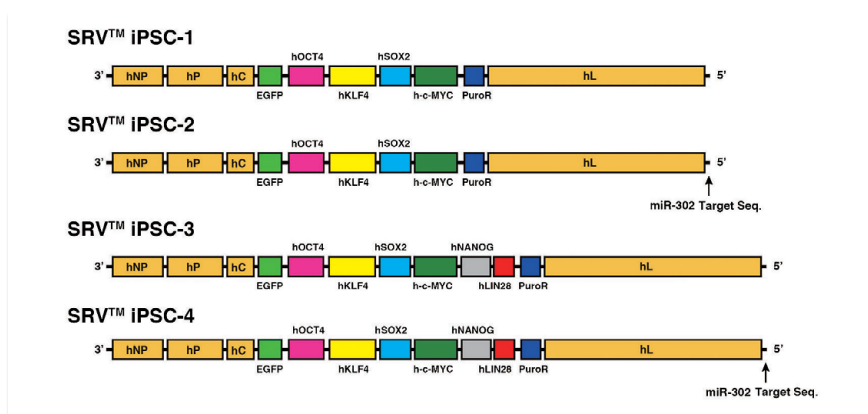 SRV™ iPSC-1
hOCT4 hSOX2
3' hNP hP hC hL 5'
EGFP hKLF4 h-c-MYC PuroR
SRV™ iPSC-2
hOCT4 hSOX2
3' hNP hP hC hL 5'
EGFP hKLF4 h-c-MYC PuroR
miR-302 Target Seq.
SRV™ iPSC-3
hOCT4 hSOX2 hNANOG
3' hNP hP hC hL 5'
EGFP hKLF4 h-c-MYC hLIN28 PuroR
SRV™ iPSC-4
hOCT4 hSOX2 hNANOG
3' hNP hP hC hL 5'
EGFP hKLF4 h-c-MYC hLIN28 PuroR
miR-302 Target Seq.